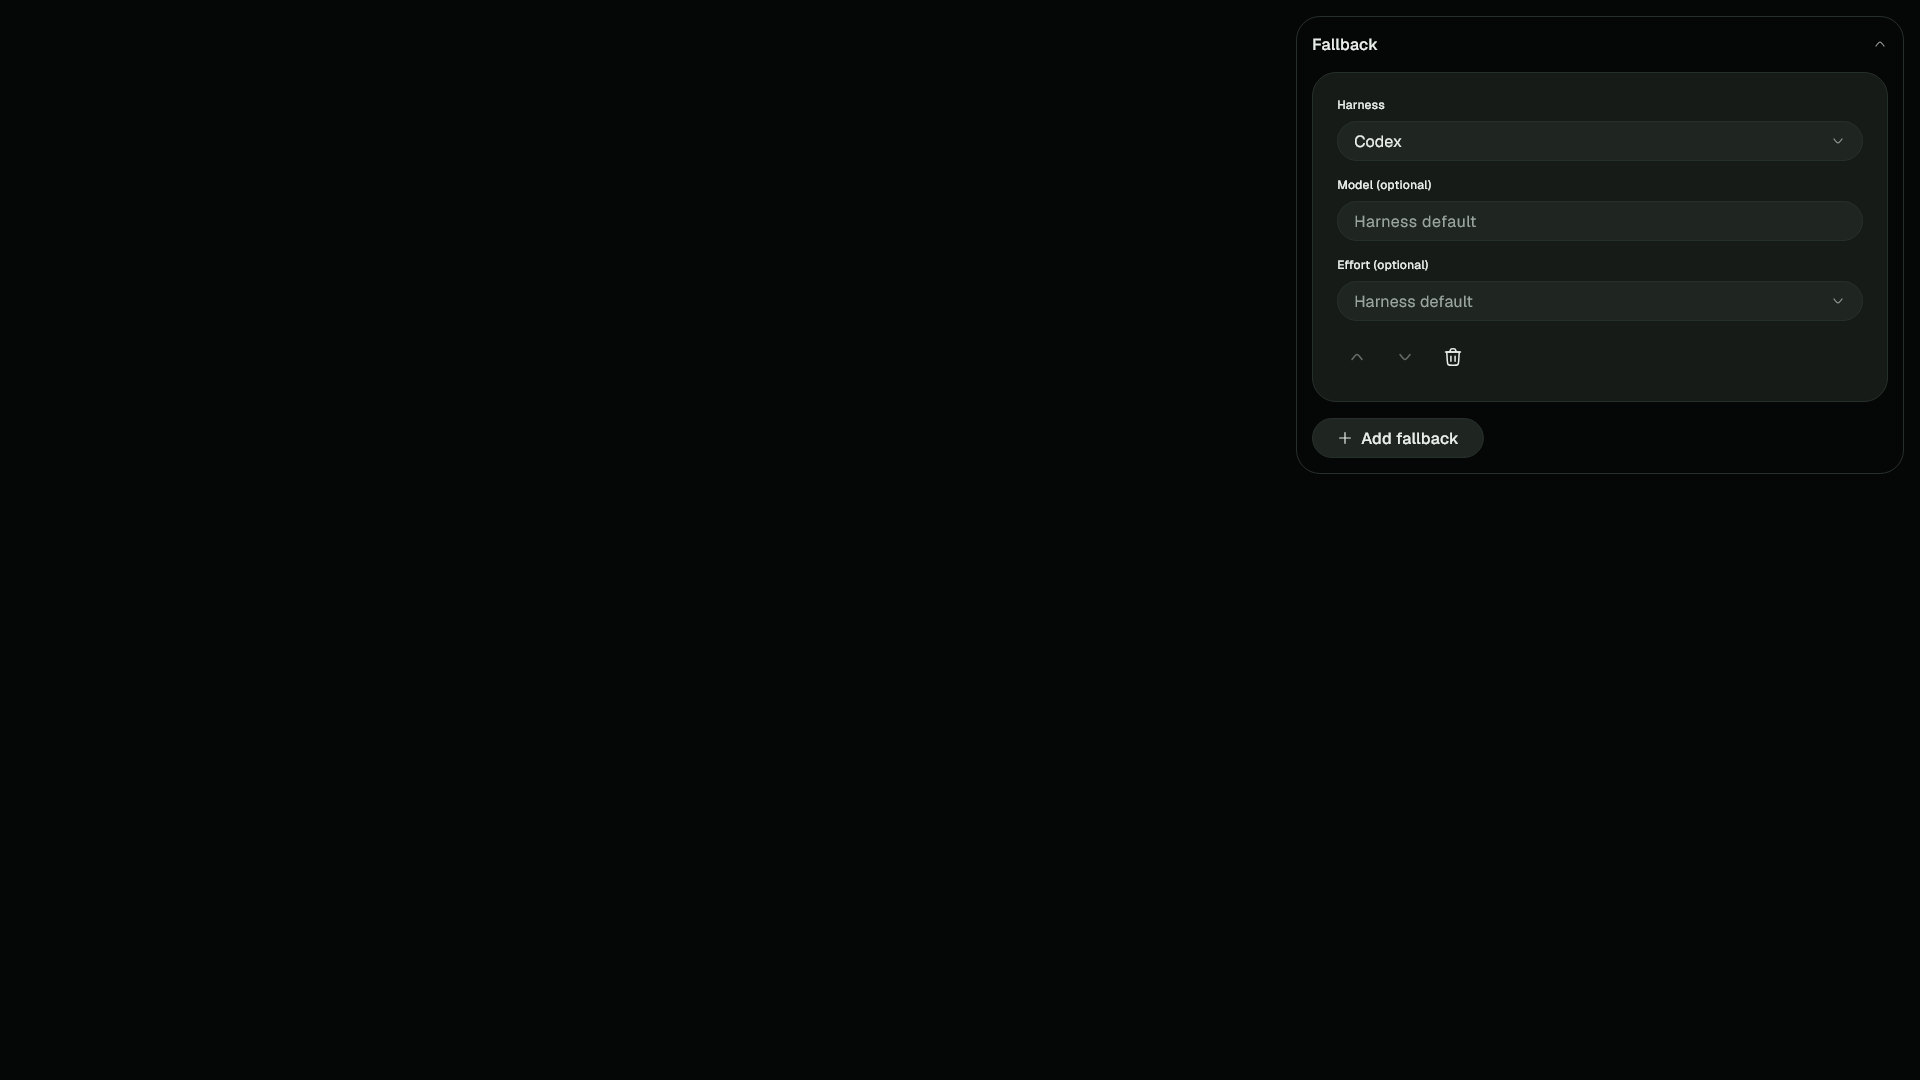 Fallback
Harness
Codex
Model (optional)
Harness default
Effort (optional)
Harness default
Add fallback